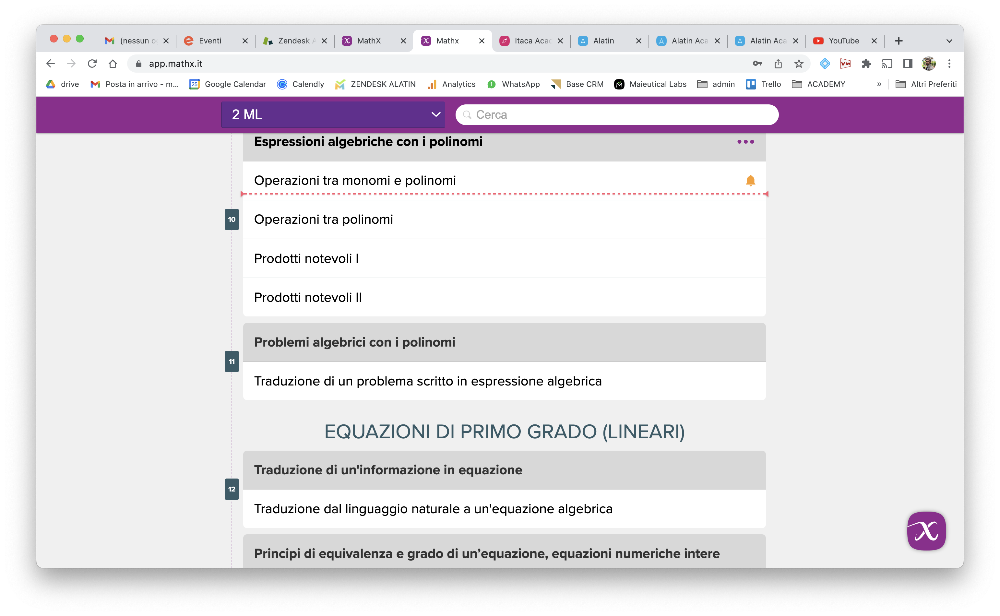 (nessun
Eventi
Zendesk
MathX
Mathx
Itaca Aca
Alatin
Alatin Aca
Alatin Aca
YouTube
app.mathx.it
VM
drive
Posta in arrivo - m...
25
Google Calendar
Calendly
ZENDESK ALATIN
Analytics
1
WhatsApp
Base CRM
Maieutical Labs
admin
Trello
ACADEMY
»
Altri Preferiti
2 ML
Cerca
Espressioni algebriche con i polinomi
Operazioni tra monomi e polinomi
10
Operazioni tra polinomi
Prodotti notevoli I
Prodotti notevoli II
Problemi algebrici con i polinomi
11
Traduzione di un problema scritto in espressione algebrica
EQUAZIONI DI PRIMO GRADO (LINEARI)
Traduzione di un'informazione in equazione
12
Traduzione dal linguaggio naturale a un'equazione algebrica
Principi di equivalenza e grado di un’equazione, equazioni numeriche intere